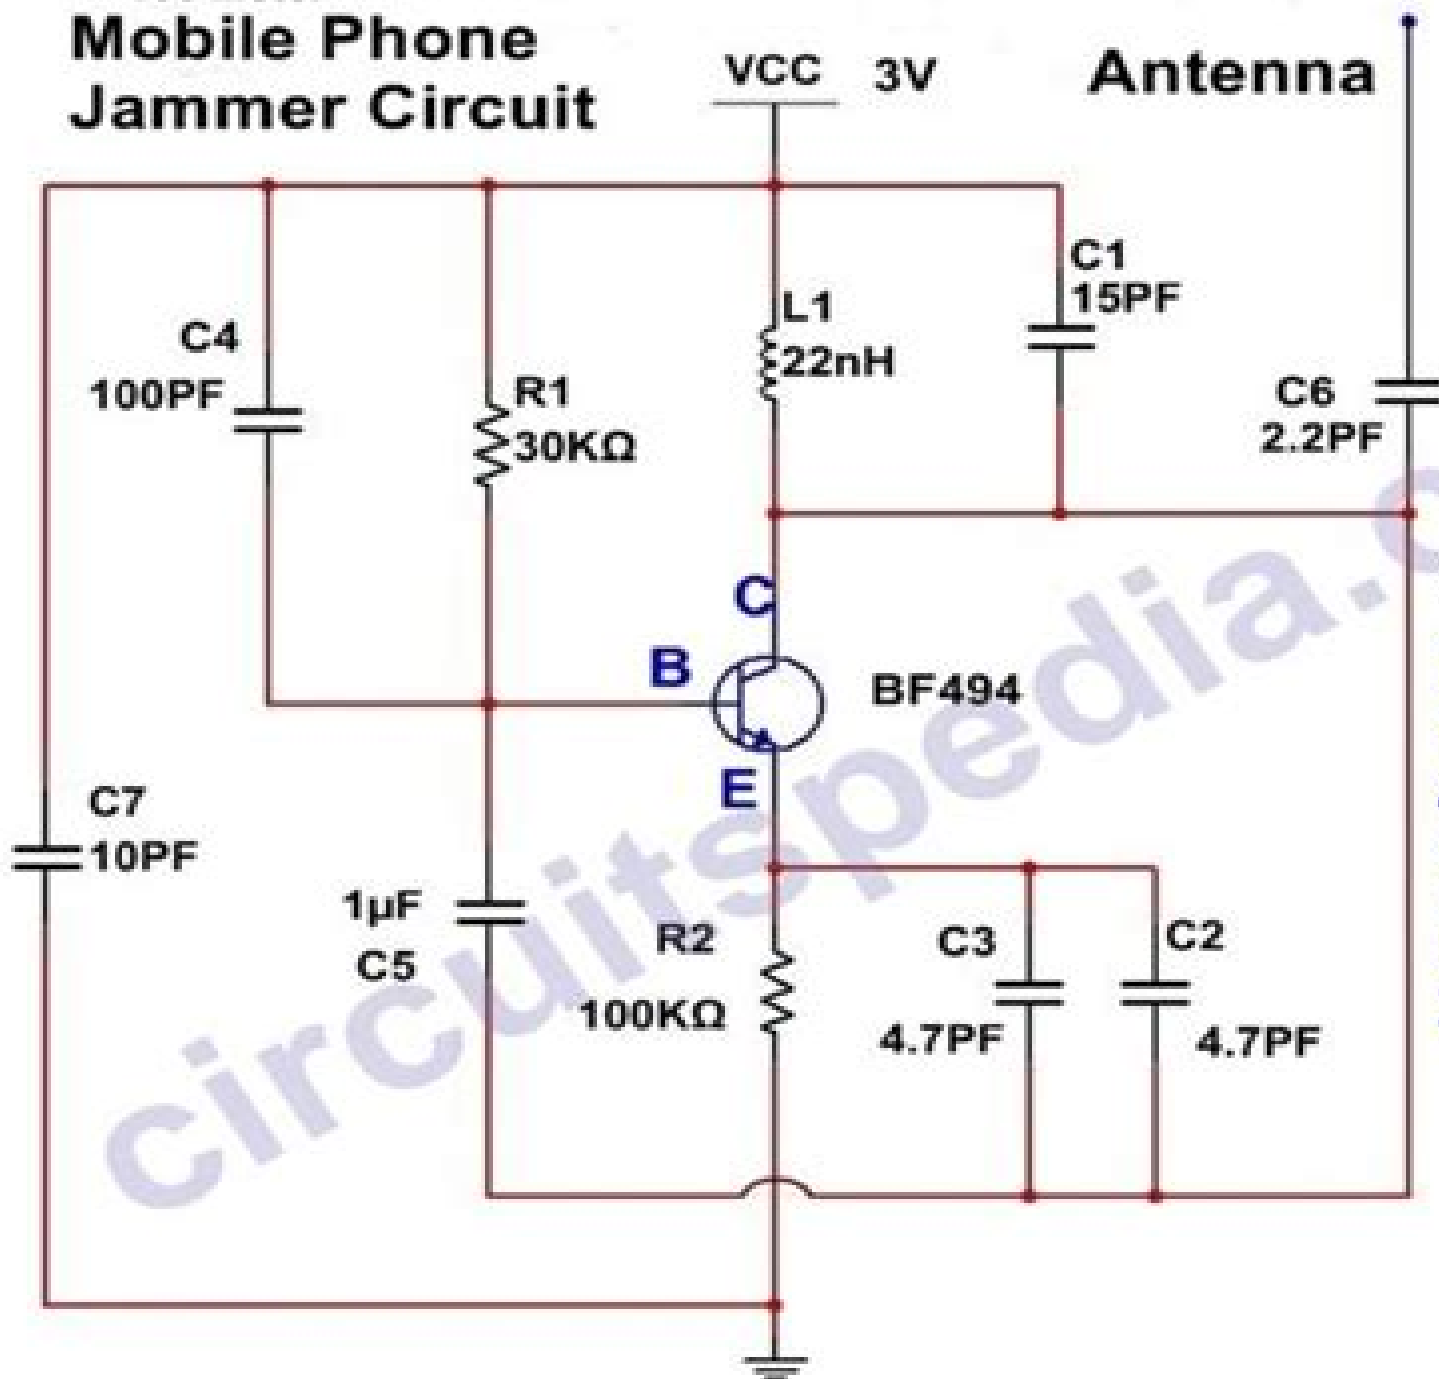 Mobile Phone
Jammer Circuit
VCC 3V
Antenna
C1
15PF
L1
22nH
C4
100PF
R1
30KΩ
C6
2.2PF
C
B
BF494
E
C7
10PF
1µF
C5
R2
100KΩ
C3
4.7PF
C2
4.7PF
circuitspedia.c